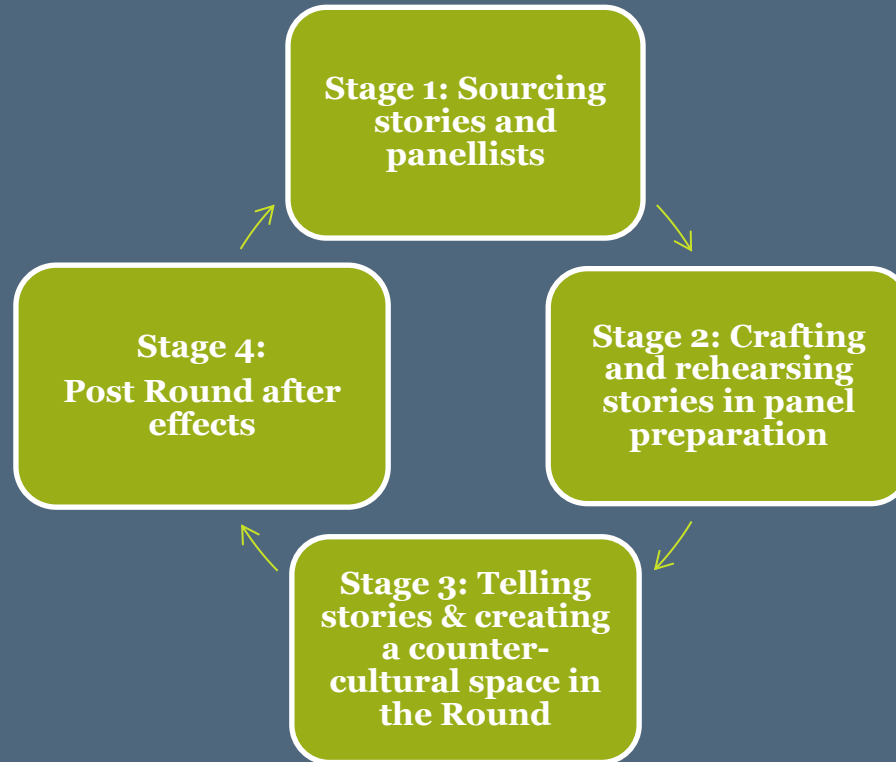 Stage 1: Sourcing
stories and
panellists
Stage 2: Crafting
and rehearsing
stories in panel
preparation
Stage 3: Telling
stories & creating
a counter-
cultural space in
the Round
Stage 4:
Post Round after
effects